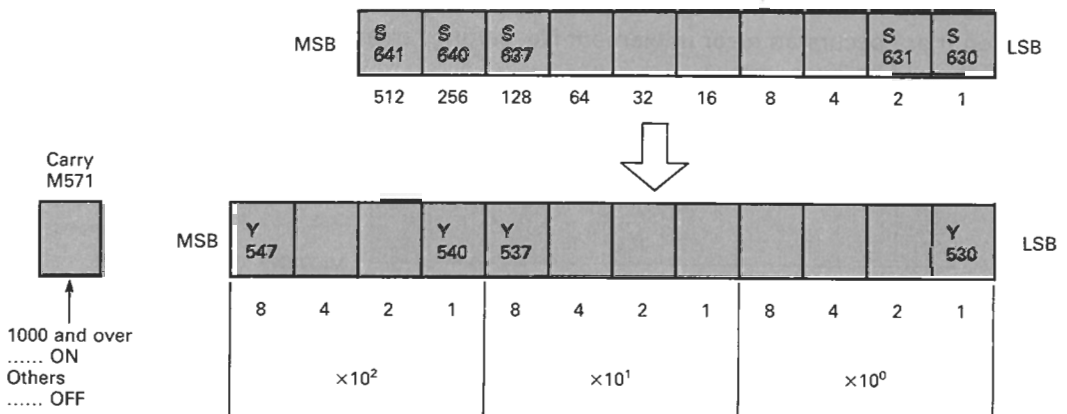 MSB S 641 S 640 S 637 S 631 S 630 LSB
512 256 128 64 32 16 8 4 2 1
Carry
M571
MSB Y 547 Y 540 Y 537 Y 530 LSB
8 4 2 1 8 4 2 1 8 4 2 1
1000 and over
...... ON
Others
...... OFF
×10² ×10¹ ×10⁰